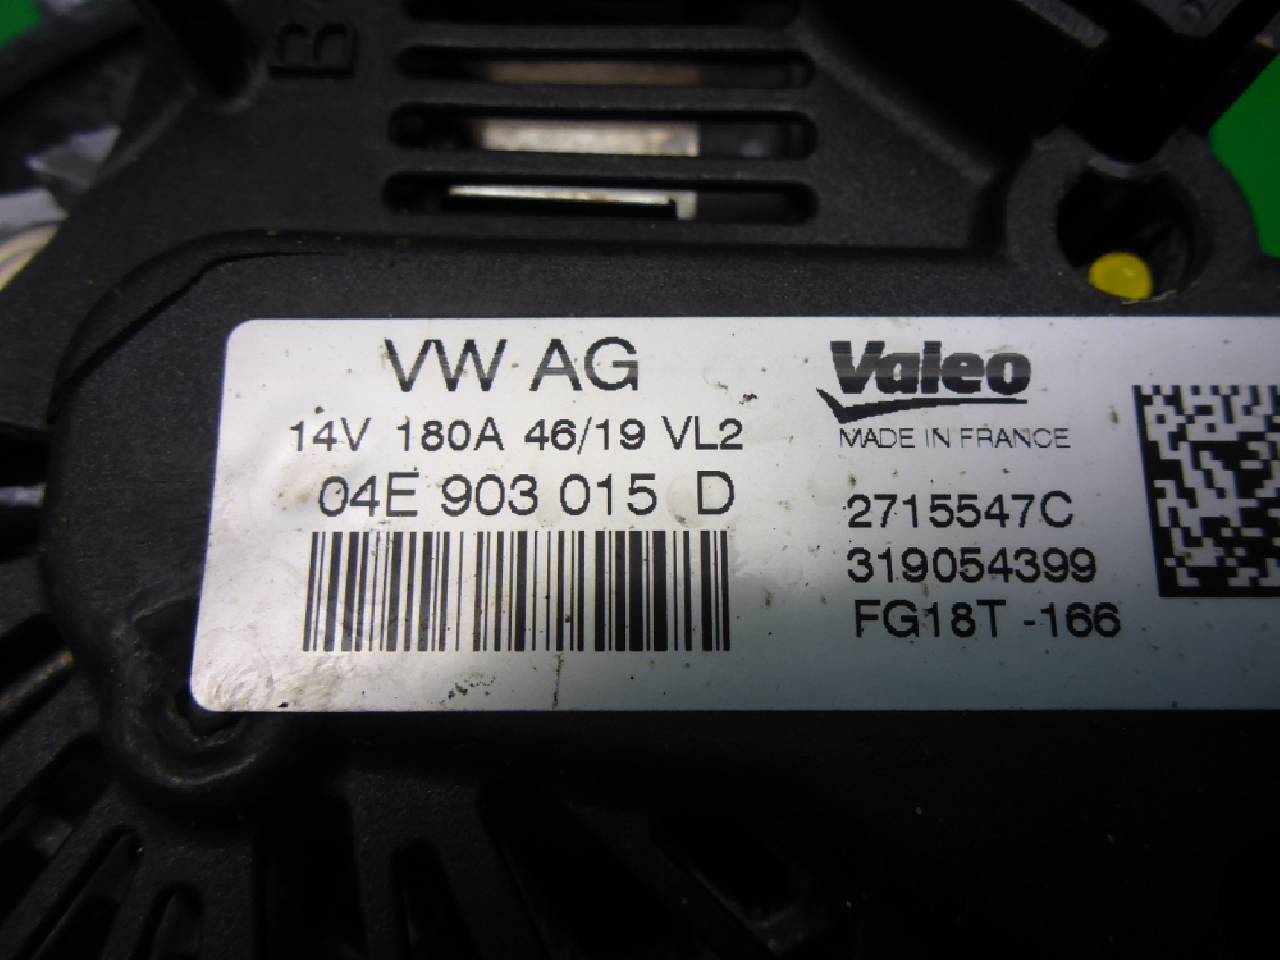 VW AG
14V 180A 46/19 VL2
04E 903 015 D
Valeo
MADE IN FRANCE
2715547C
319054399
FG18T -166